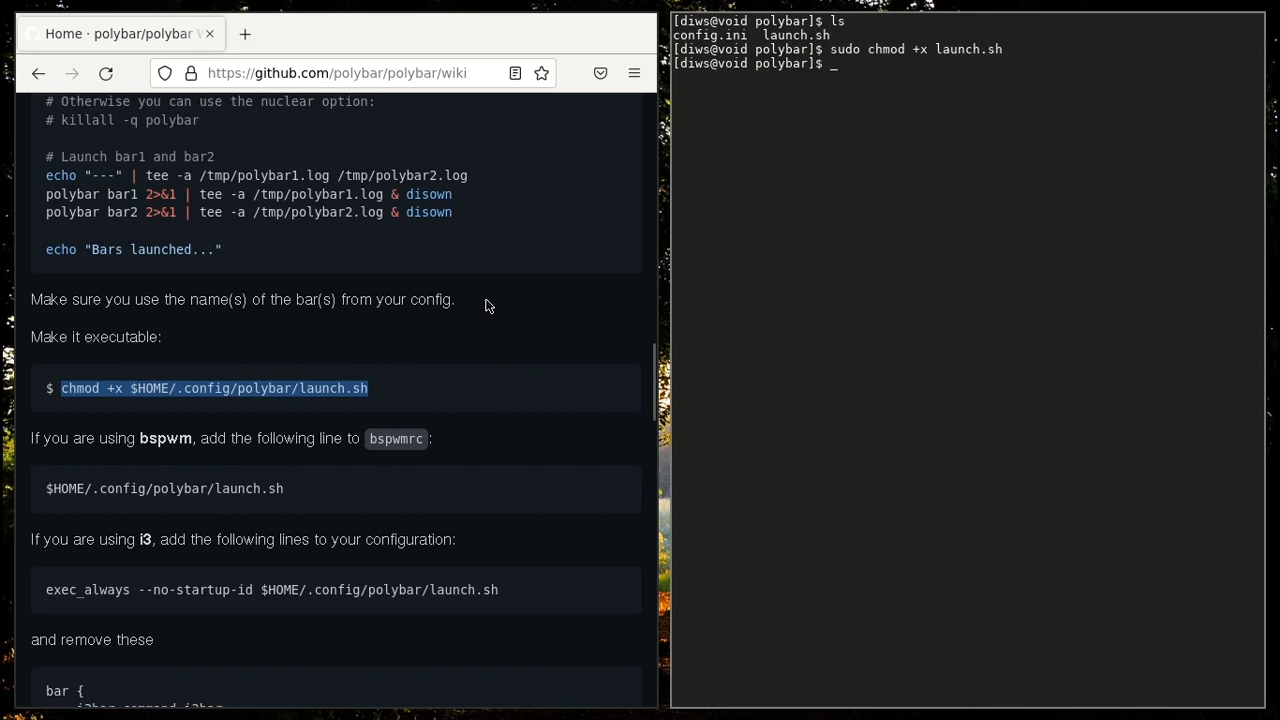 Home · polybar/polybar
https://github.com/polybar/polybar/wiki
# Otherwise you can use the nuclear option:
# killall -q polybar
# Launch bar1 and bar2
echo "---" | tee -a /tmp/polybar1.log /tmp/polybar2.log
polybar bar1 2>&1 | tee -a /tmp/polybar1.log & disown
polybar bar2 2>&1 | tee -a /tmp/polybar2.log & disown
echo "Bars launched..."
Make sure you use the name(s) of the bar(s) from your config.
Make it executable:
$ chmod +x $HOME/.config/polybar/launch.sh
If you are using bspwm, add the following line to bspwmrc:
$HOME/.config/polybar/launch.sh
If you are using i3, add the following lines to your configuration:
exec_always --no-startup-id $HOME/.config/polybar/launch.sh
and remove these
bar {
[diws@void polybar]$ ls
config.ini  launch.sh
[diws@void polybar]$ sudo chmod +x launch.sh
[diws@void polybar]$ _